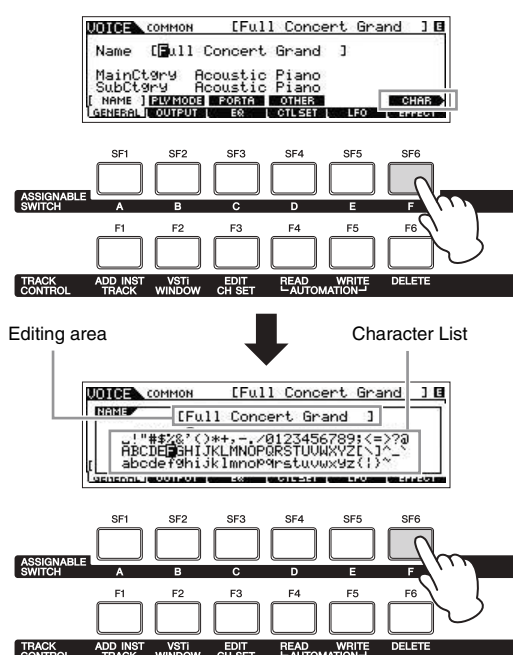 VOICE COMMON [Full Concert Grand ] E
Name [Full Concert Grand ]
MainCtgry Acoustic Piano
SubCtgry Acoustic Piano
[ NAME ] PLY MODE PORTA OTHER CHAR
GENERAL OUTPUT EQ CTL SET LFO EFFECT
SF1 SF2 SF3 SF4 SF5 SF6
ASSIGNABLE SWITCH A B C D E F
F1 F2 F3 F4 F5 F6
TRACK CONTROL ADD INST TRACK VSTi WINDOW EDIT CH SET READ WRITE AUTOMATION DELETE
Editing area Character List
VOICE COMMON [Full Concert Grand ] E
NAME
[Full Concert Grand ]
␣!"#$%&'()*+,-./0123456789:;<=>?@
ABCDEFGHIJKLMNOPQRSTUVWXYZ[\]^_`
abcdefghijklmnopqrstuvwxyz{|}~
GENERAL OUTPUT EQ CTL SET LFO EFFECT
SF1 SF2 SF3 SF4 SF5 SF6
ASSIGNABLE SWITCH A B C D E F
F1 F2 F3 F4 F5 F6
TRACK CONTROL ADD INST TRACK VSTi WINDOW EDIT CH SET READ WRITE AUTOMATION DELETE